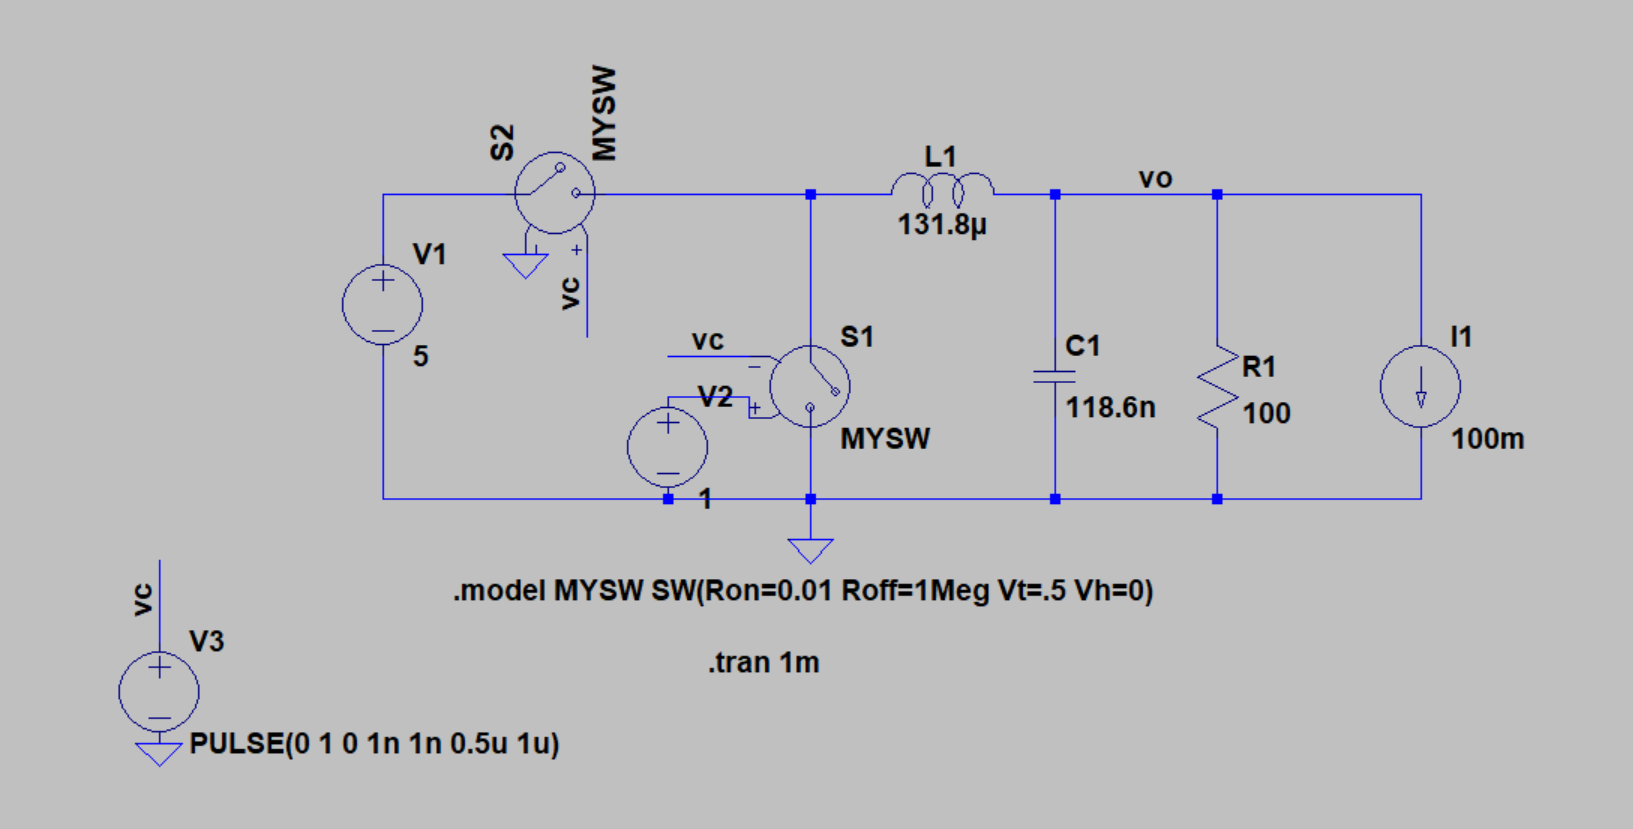 MYSW
S2
L1
vo
131.8µ
V1
+
+
vc
5
vc
S1
V2
+
MYSW
+
1
C1
118.6n
R1
100
I1
100m
.model MYSW SW(Ron=0.01 Roff=1Meg Vt=.5 Vh=0)
.tran 1m
vc
V3
+
PULSE(0 1 0 1n 1n 0.5u 1u)